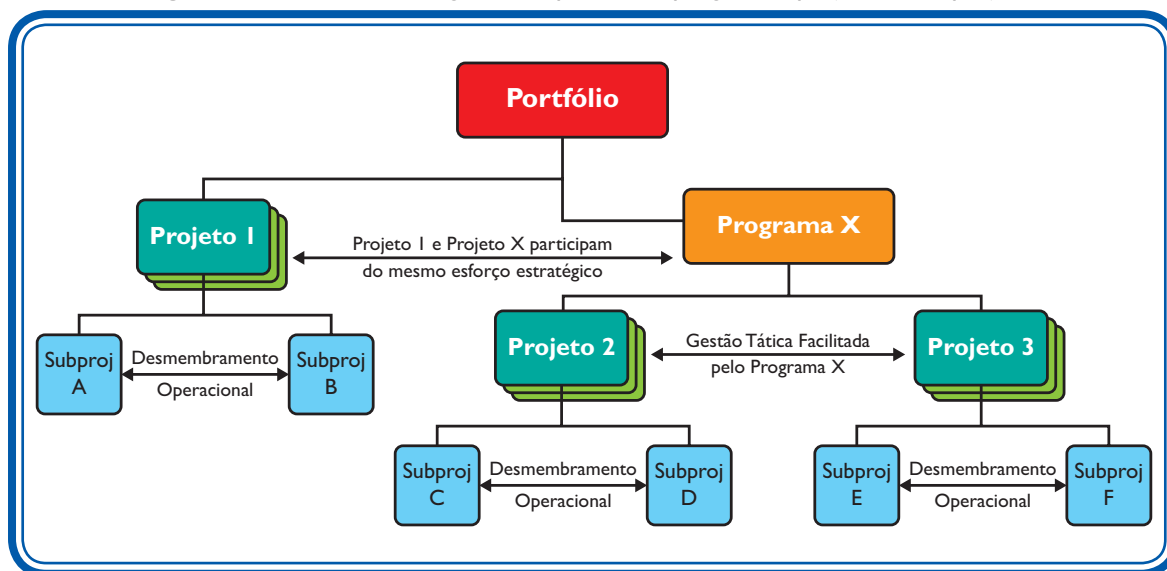 Portfólio
Projeto 1
Programa X
Projeto 1 e Projeto X participam
do mesmo esforço estratégico
Subproj
A
Desmembramento
Operacional
Subproj
B
Projeto 2
Gestão Tática Facilitada
pelo Programa X
Projeto 3
Subproj
C
Desmembramento
Operacional
Subproj
D
Subproj
E
Desmembramento
Operacional
Subproj
F